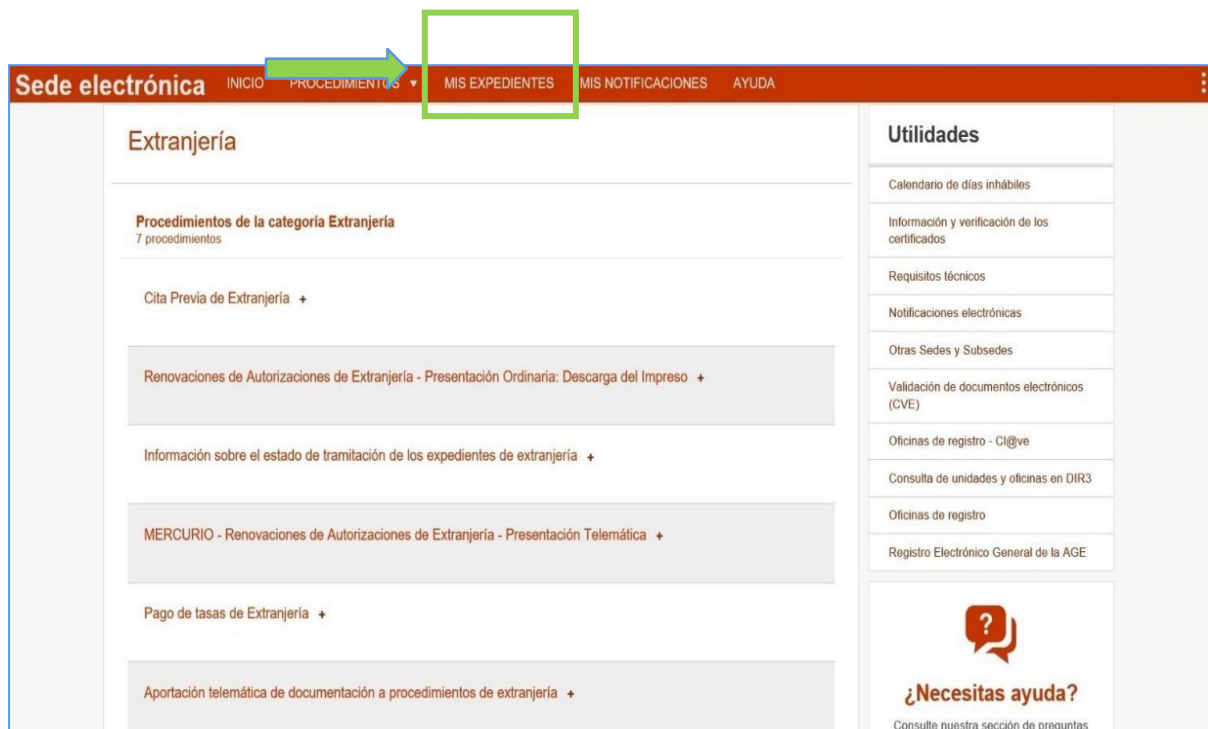 Sede electrónica INICIO PROCEDIMIENTOS ▼ MIS EXPEDIENTES MIS NOTIFICACIONES AYUDA
Extranjería
Procedimientos de la categoría Extranjería
7 procedimientos
Cita Previa de Extranjería +
Renovaciones de Autorizaciones de Extranjería - Presentación Ordinaria: Descarga del Impreso +
Información sobre el estado de tramitación de los expedientes de extranjería +
MERCURIO - Renovaciones de Autorizaciones de Extranjería - Presentación Telemática +
Pago de tasas de Extranjería +
Aportación telemática de documentación a procedimientos de extranjería +
Utilidades
Calendario de días inhábiles
Información y verificación de los
certificados
Requisitos técnicos
Notificaciones electrónicas
Otras Sedes y Subsedes
Validación de documentos electrónicos
(CVE)
Oficinas de registro - Cl@ve
Consulta de unidades y oficinas en DIR3
Oficinas de registro
Registro Electrónico General de la AGE
?
¿Necesitas ayuda?
Consulte nuestra sección de preguntas